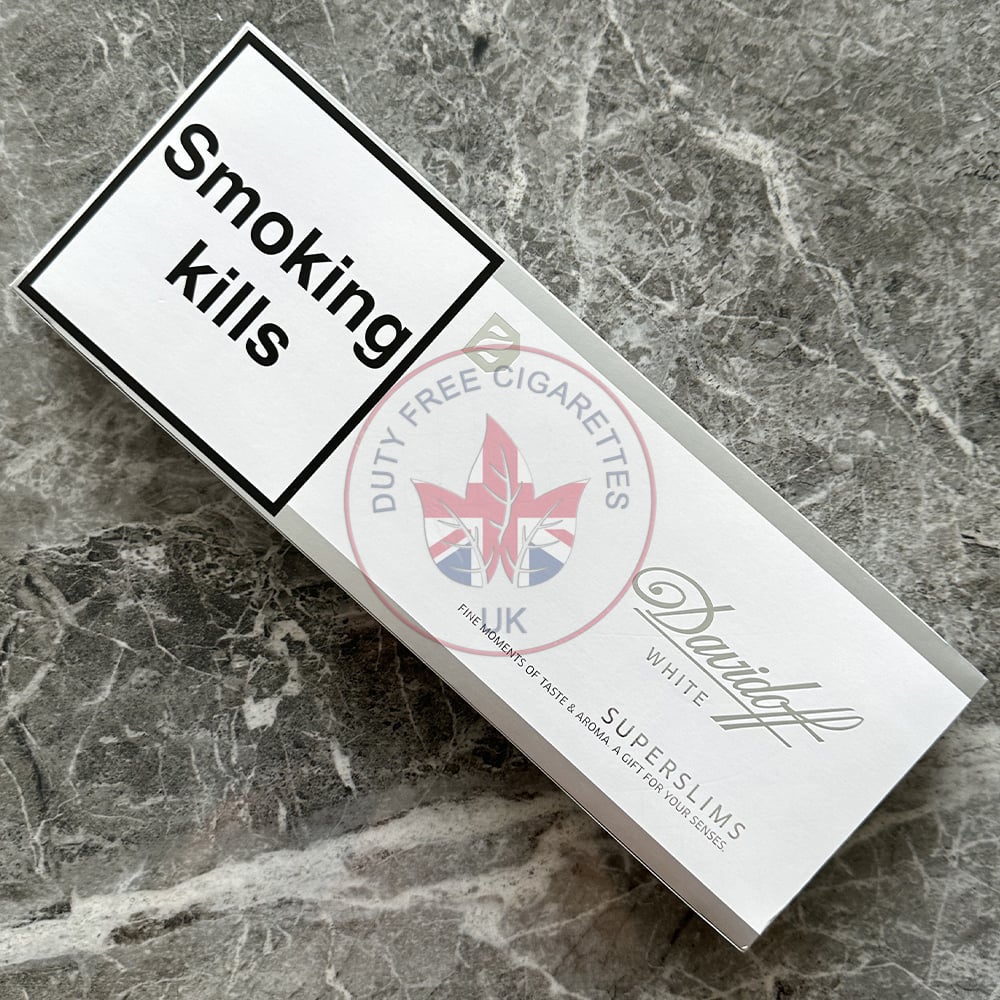 Smoking
kills
DUTY FREE CIGARETTES
UK
Davidoff
WHITE
SUPERSLIMS
FINE MOMENTS OF TASTE & AROMA. A GIFT FOR YOUR SENSES.